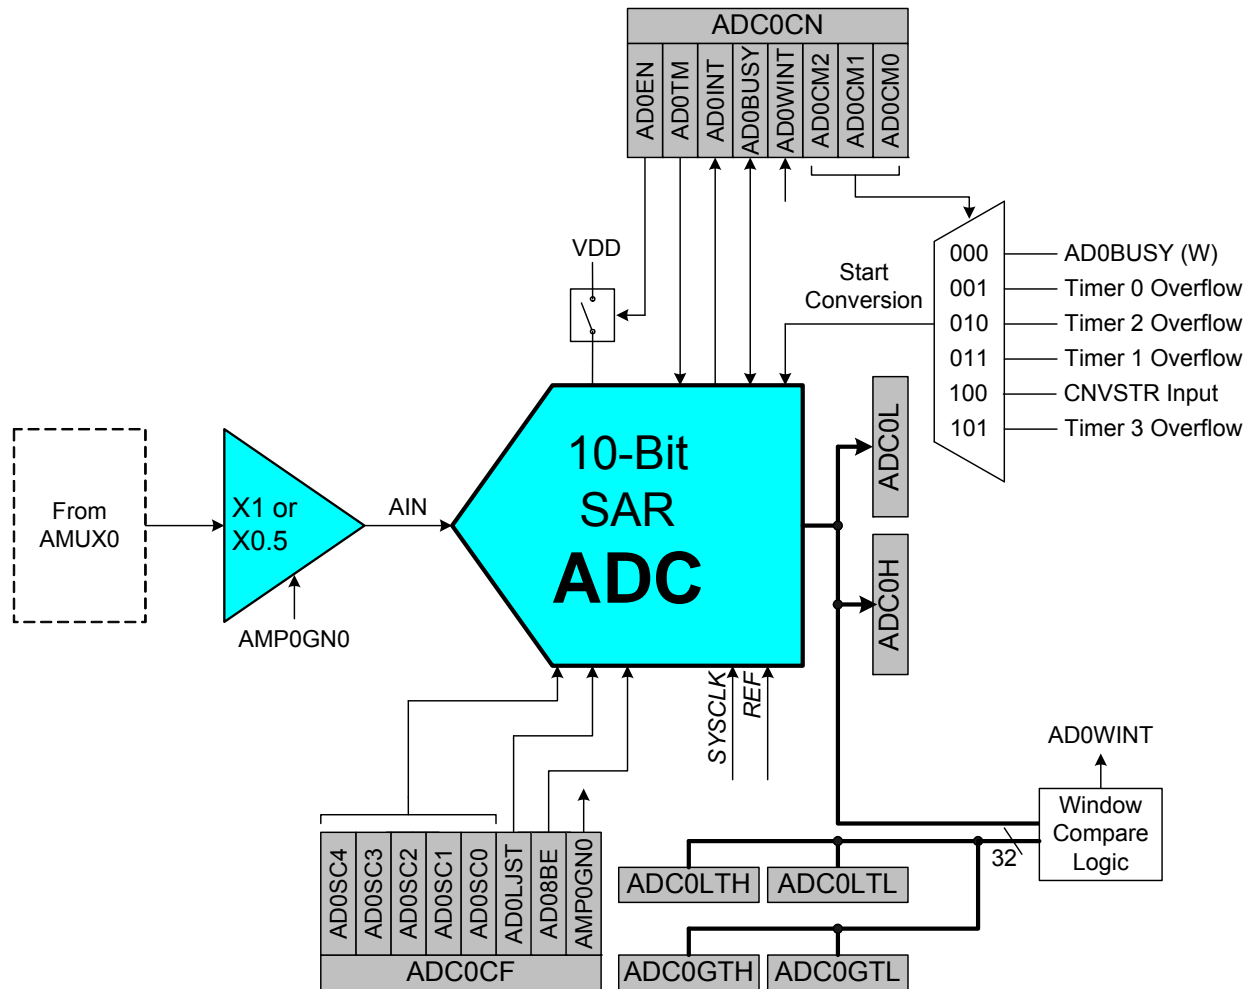 ADC0CN
AD0EN
AD0TM
AD0INT
AD0BUSY
AD0WINT
AD0CM2
AD0CM1
AD0CM0
VDD
Start
Conversion
000
AD0BUSY (W)
001
Timer 0 Overflow
010
Timer 2 Overflow
011
Timer 1 Overflow
100
CNVSTR Input
101
Timer 3 Overflow
From
AMUX0
X1 or
X0.5
AMP0GN0
AIN
10-Bit
SAR
ADC
ADC0L
ADC0H
SYSCLK
REF
AD0WINT
Window
Compare
Logic
32
AD0SC4
AD0SC3
AD0SC2
AD0SC1
AD0SC0
AD0LJST
AD08BE
AMP0GN0
ADC0CF
ADC0LTH
ADC0LTL
ADC0GTH
ADC0GTL